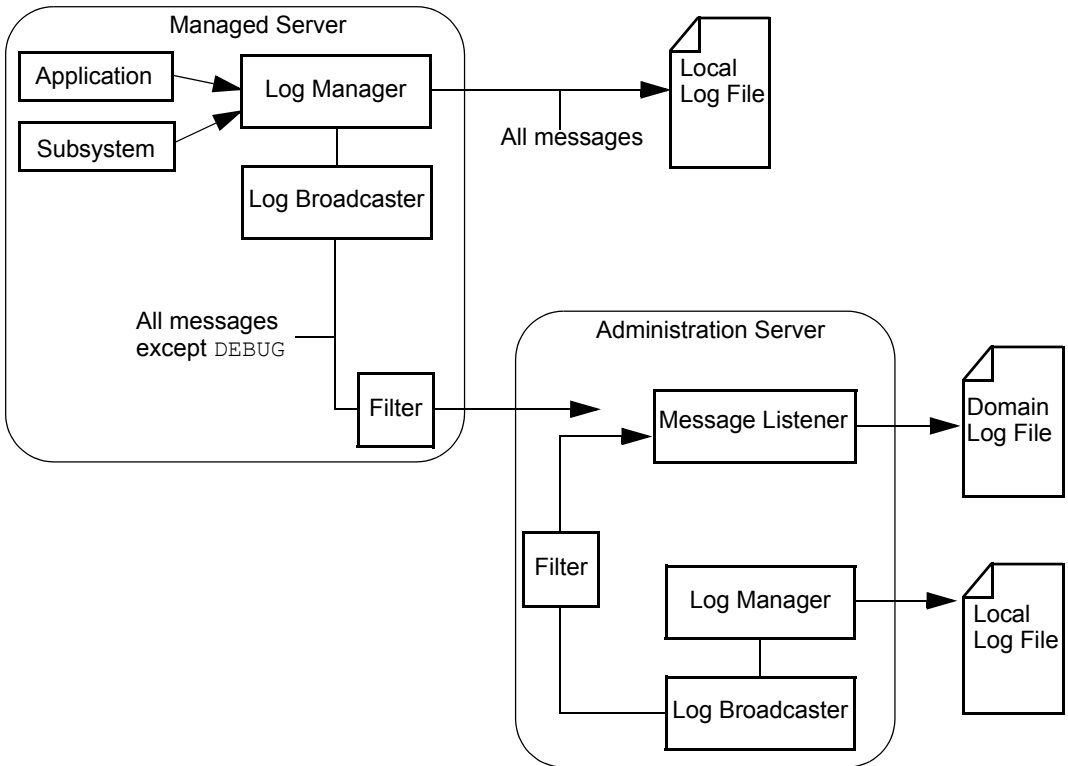 Managed Server
Application
Log Manager
Subsystem
Log Broadcaster
All messages
Local
Log File
All messages
except DEBUG
Filter
Administration Server
Message Listener
Domain
Log File
Filter
Log Manager
Log Broadcaster
Local
Log File